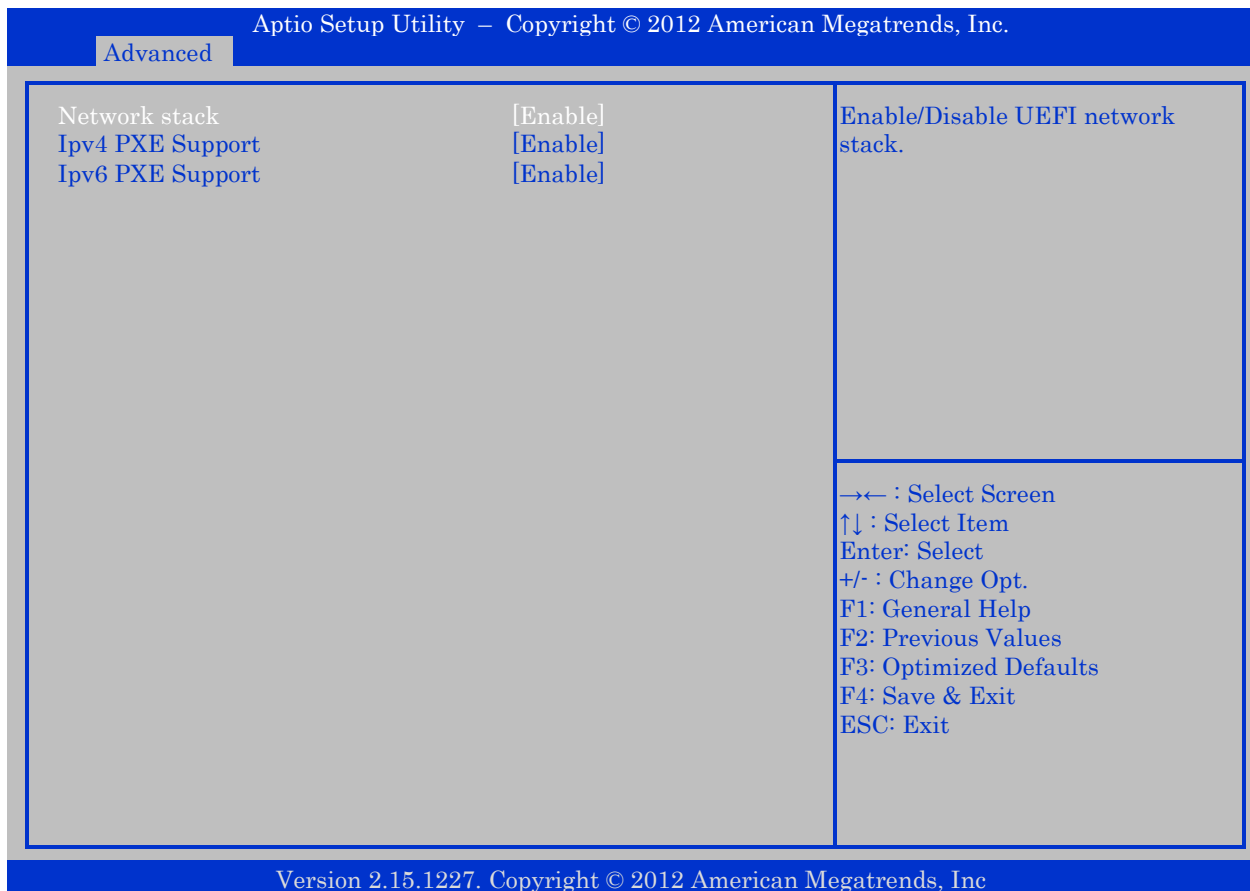 Aptio Setup Utility – Copyright © 2012 American Megatrends, Inc.
Advanced
Network stack [Enable]
Ipv4 PXE Support [Enable]
Ipv6 PXE Support [Enable]
Enable/Disable UEFI network
stack.
→← : Select Screen
↑↓ : Select Item
Enter: Select
+/- : Change Opt.
F1: General Help
F2: Previous Values
F3: Optimized Defaults
F4: Save & Exit
ESC: Exit
Version 2.15.1227. Copyright © 2012 American Megatrends, Inc